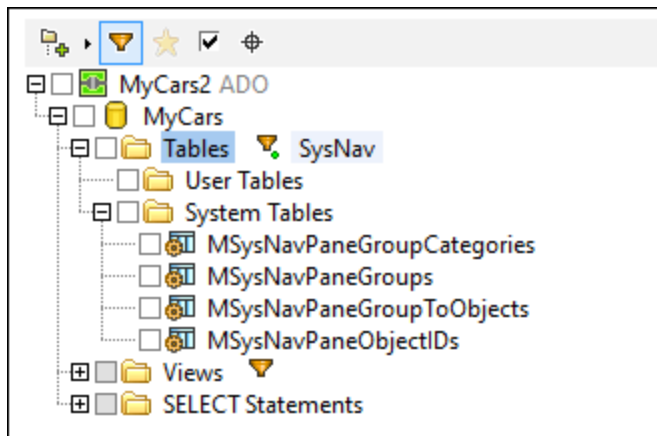 MyCars2 ADO
MyCars
Tables SysNav
User Tables
System Tables
MSysNavPaneGroupCategories
MSysNavPaneGroups
MSysNavPaneGroupToObjects
MSysNavPaneObjectIDs
Views
SELECT Statements